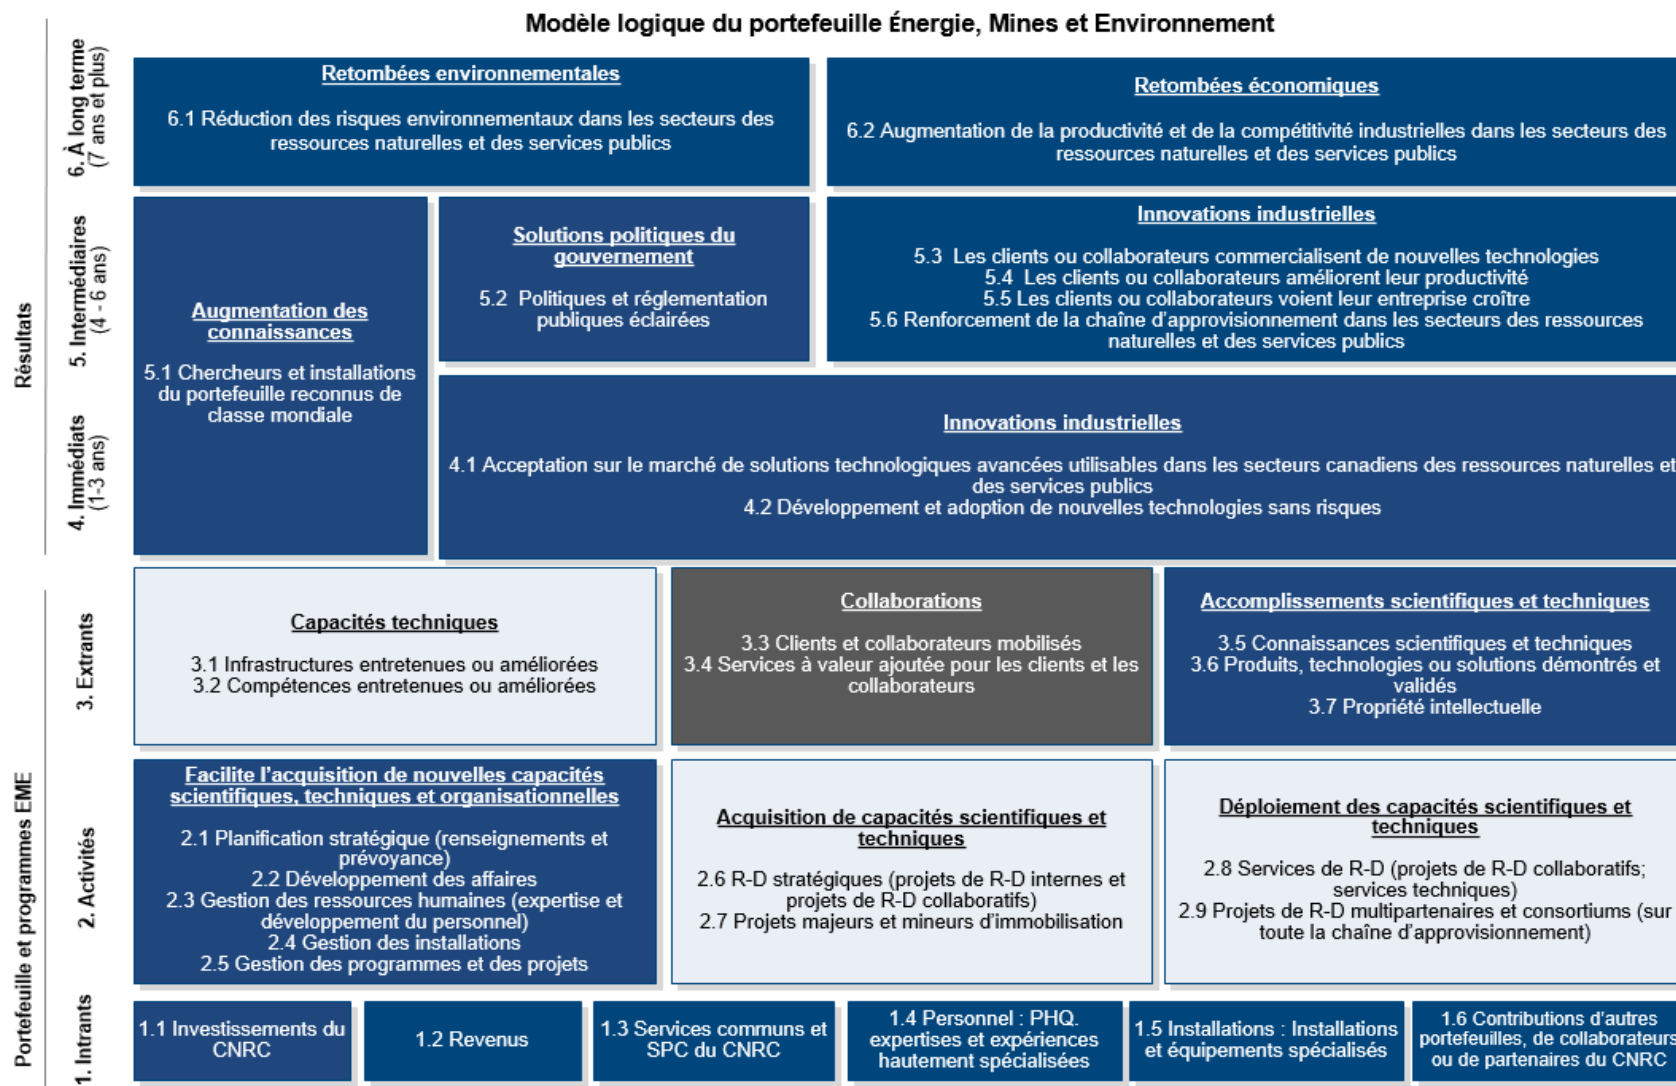 Modèle logique du portefeuille Énergie, Mines et Environnement
Résultats
6. À long terme
(7 ans et plus)
Retombées environnementales
6.1 Réduction des risques environnementaux dans les secteurs des
ressources naturelles et des services publics
Retombées économiques
6.2 Augmentation de la productivité et de la compétitivité industrielles dans les secteurs des
ressources naturelles et des services publics
5. Intermédiaires
(4 - 6 ans)
Augmentation des
connaissances
5.1 Chercheurs et installations
du portefeuille reconnus de
classe mondiale
Solutions politiques du
gouvernement
5.2 Politiques et réglementation
publiques éclairées
Innovations industrielles
5.3 Les clients ou collaborateurs commercialisent de nouvelles technologies
5.4 Les clients ou collaborateurs améliorent leur productivité
5.5 Les clients ou collaborateurs voient leur entreprise croître
5.6 Renforcement de la chaîne d'approvisionnement dans les secteurs des ressources
naturelles et des services publics
4. Immédiats
(1-3 ans)
Innovations industrielles
4.1 Acceptation sur le marché de solutions technologiques avancées utilisables dans les secteurs canadiens des ressources naturelles et
des services publics
4.2 Développement et adoption de nouvelles technologies sans risques
Portefeuille et programmes EME
3. Extrants
Capacités techniques
3.1 Infrastructures entretenues ou améliorées
3.2 Compétences entretenues ou améliorées
Collaborations
3.3 Clients et collaborateurs mobilisés
3.4 Services à valeur ajoutée pour les clients et les
collaborateurs
Accomplissements scientifiques et techniques
3.5 Connaissances scientifiques et techniques
3.6 Produits, technologies ou solutions démontrés et
validés
3.7 Propriété intellectuelle
2. Activités
Facilite l'acquisition de nouvelles capacités
scientifiques, techniques et organisationnelles
2.1 Planification stratégique (renseignements et
prévoyance)
2.2 Développement des affaires
2.3 Gestion des ressources humaines (expertise et
développement du personnel)
2.4 Gestion des installations
2.5 Gestion des programmes et des projets
Acquisition de capacités scientifiques et
techniques
2.6 R-D stratégiques (projets de R-D internes et
projets de R-D collaboratifs)
2.7 Projets majeurs et mineurs d'immobilisation
Déploiement des capacités scientifiques et
techniques
2.8 Services de R-D (projets de R-D collaboratifs;
services techniques)
2.9 Projets de R-D multipartenaires et consortiums (sur
toute la chaîne d'approvisionnement)
1. Intrants
1.1 Investissements du
CNRC
1.2 Revenus
1.3 Services communs et
SPC du CNRC
1.4 Personnel : PHQ.
expertises et expériences
hautement spécialisées
1.5 Installations : Installations
et équipements spécialisés
1.6 Contributions d'autres
portefeuilles, de collaborateurs
ou de partenaires du CNRC